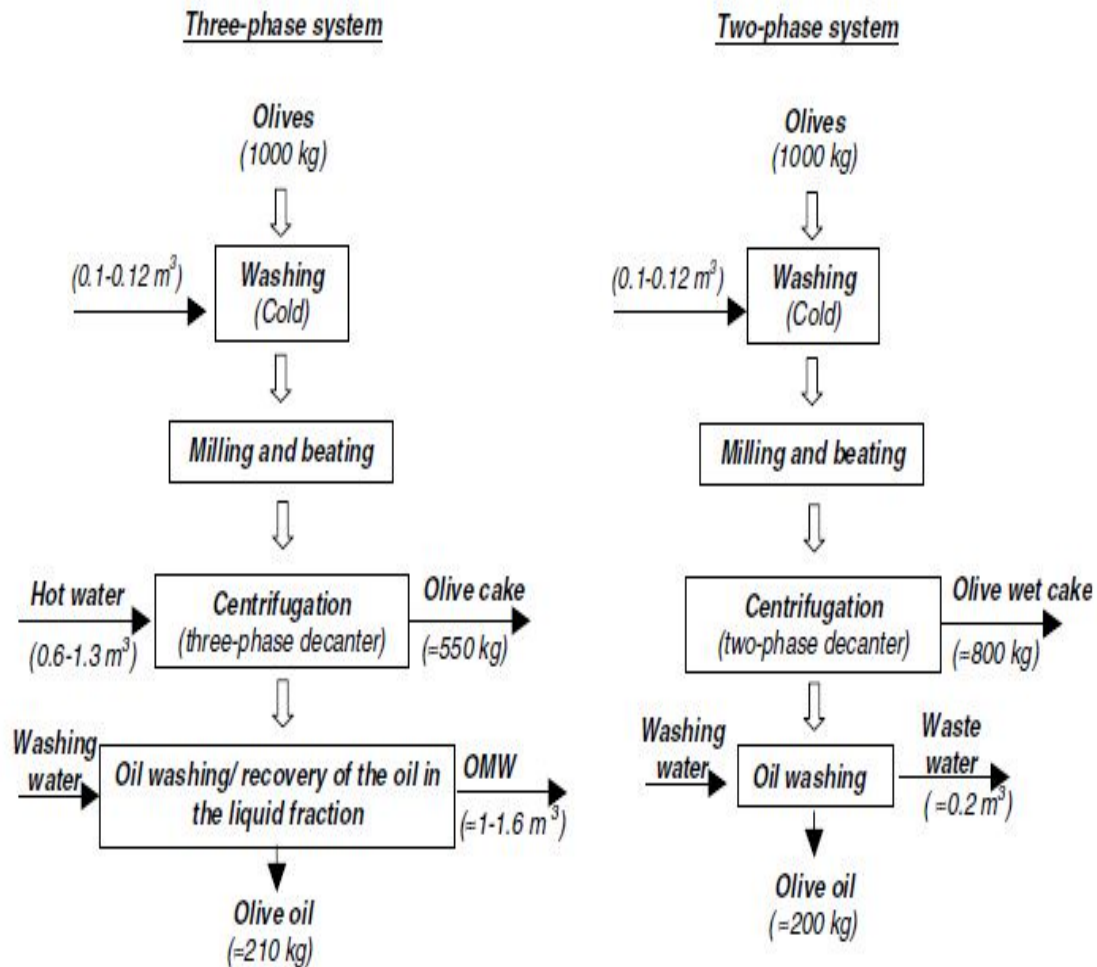 Three-phase system
Olives
(1000 kg)
(0.1-0.12 m³)
Washing
(Cold)
Milling and beating
Hot water
(0.6-1.3 m³)
Centrifugation
(three-phase decanter)
Olive cake
(=550 kg)
Washing
water
Oil washing/ recovery of the oil in
the liquid fraction
OMW
(=1-1.6 m³)
Olive oil
(=210 kg)
Two-phase system
Olives
(1000 kg)
(0.1-0.12 m³)
Washing
(Cold)
Milling and beating
Centrifugation
(two-phase decanter)
Olive wet cake
(=800 kg)
Washing
water
Oil washing
Waste
water
(=0.2 m³)
Olive oil
(=200 kg)